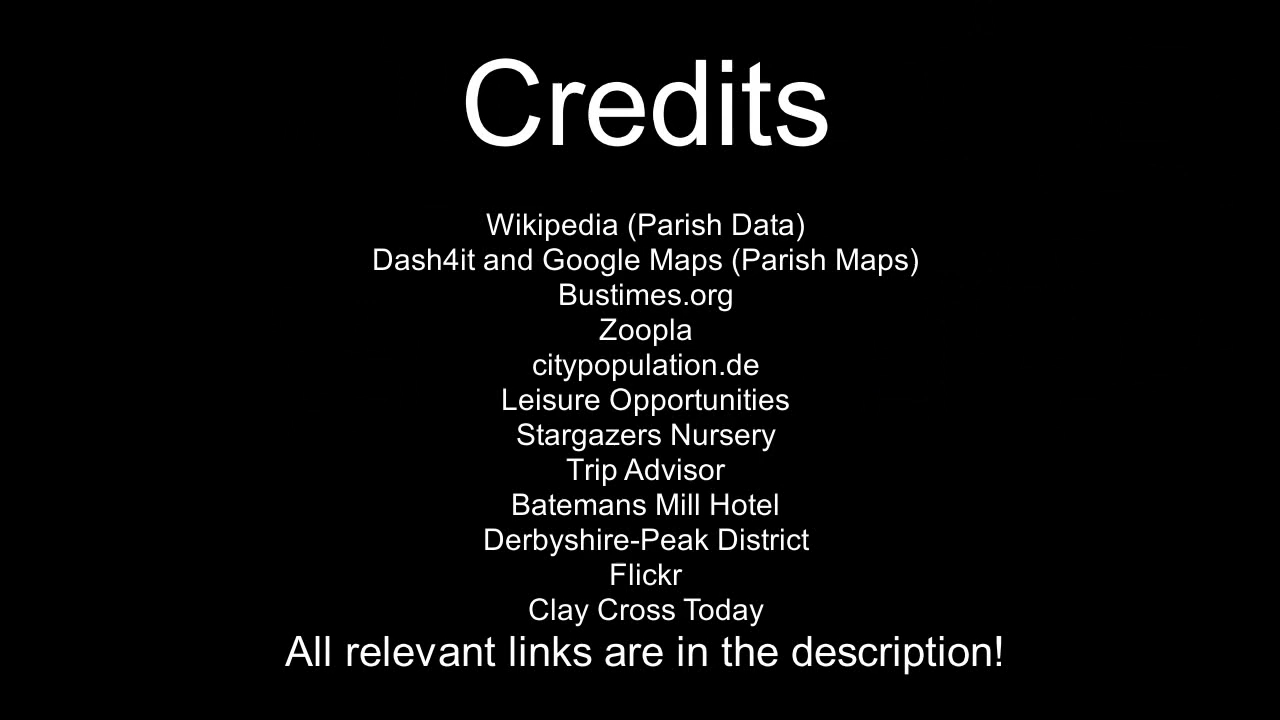 Credits
Wikipedia (Parish Data)
Dash4it and Google Maps (Parish Maps)
Bustimes.org
Zoopla
citypopulation.de
Leisure Opportunities
Stargazers Nursery
Trip Advisor
Batemans Mill Hotel
Derbyshire-Peak District
Flickr
Clay Cross Today
All relevant links are in the description!